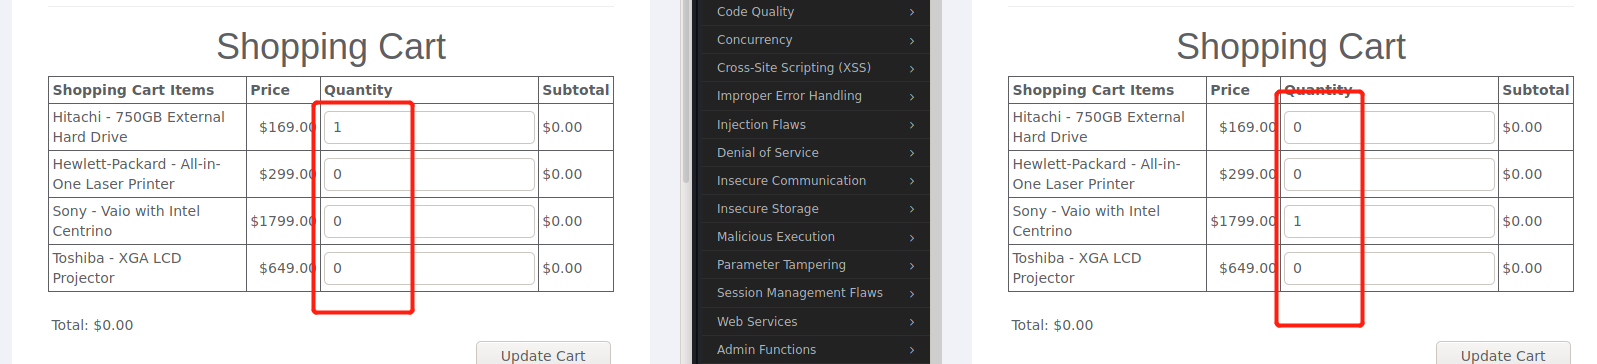 Shopping Cart
Shopping Cart Items Price Quantity Subtotal
Hitachi - 750GB External
Hard Drive
$169.00 1 $0.00
Hewlett-Packard - All-in-
One Laser Printer
$299.00 0 $0.00
Sony - Vaio with Intel
Centrino
$1799.00 0 $0.00
Toshiba - XGA LCD
Projector
$649.00 0 $0.00
Total: $0.00
Update Cart
Code Quality
Concurrency
Cross-Site Scripting (XSS)
Improper Error Handling
Injection Flaws
Denial of Service
Insecure Communication
Insecure Storage
Malicious Execution
Parameter Tampering
Session Management Flaws
Web Services
Admin Functions
Shopping Cart
Shopping Cart Items Price Quantity Subtotal
Hitachi - 750GB External
Hard Drive
$169.00 0 $0.00
Hewlett-Packard - All-in-
One Laser Printer
$299.00 0 $0.00
Sony - Vaio with Intel
Centrino
$1799.00 1 $0.00
Toshiba - XGA LCD
Projector
$649.00 0 $0.00
Total: $0.00
Update Cart